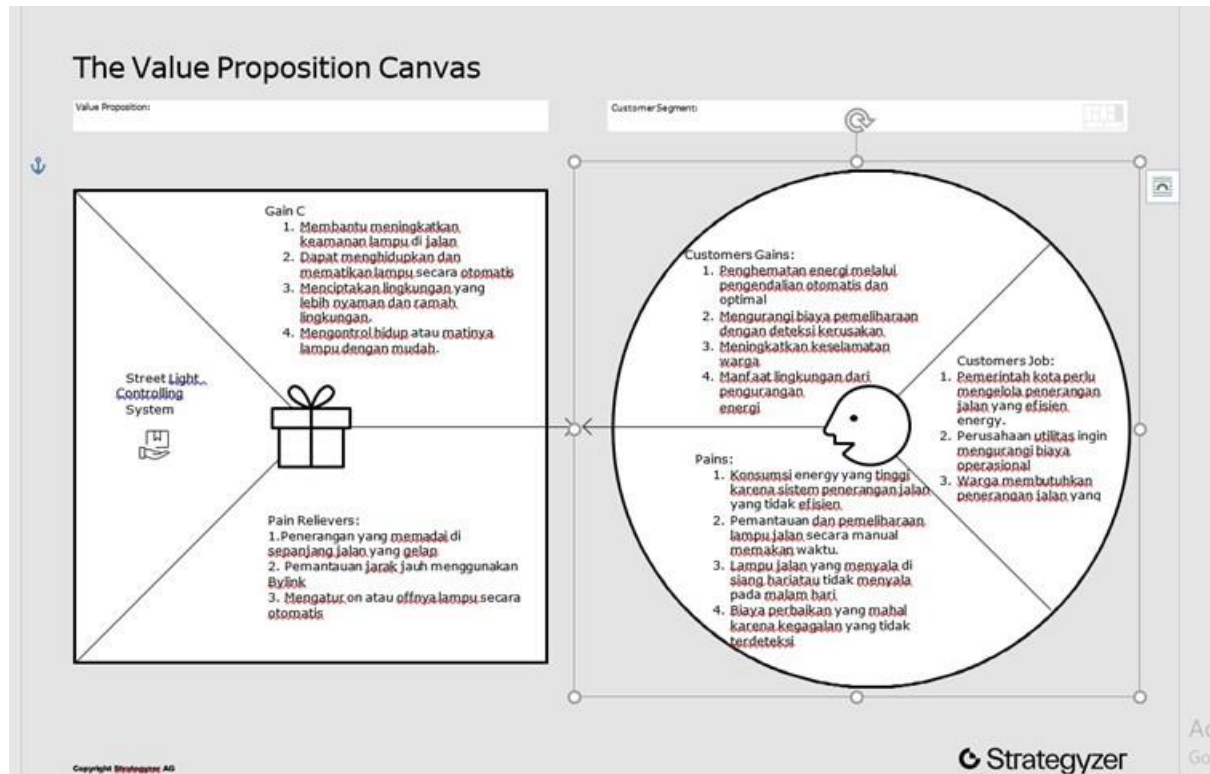 The Value Proposition Canvas
Value Proposition:
Customer Segment:
Gain C
1. Membantu meningkatkan
keamanan lampu di jalan
2. Dapat menghidupkan dan
mematikan lampu secara otomatis
3. Menciptakan lingkungan yang
lebih nyaman dan ramah
lingkungan.
4. Mengontrol hidup atau matinya
lampu dengan mudah.
Street Light
Controlling
System
Pain Relievers:
1.Penerangan yang memadai di
sepanjang jalan yang gelap
2. Pemantauan jarak jauh menggunakan
Bylink
3. Mengatur on atau offnya lampu secara
otomatis
Customers Gains:
1. Penghematan energi melalui
pengendalian otomatis dan
optimal
2. Mengurangi biaya pemeliharaan
dengan deteksi kerusakan
3. Meningkatkan keselamatan
warga
4. Manfaat lingkungan dari
pengurangan
energi
Customers Job:
1. Pemerintah kota perlu
mengelola penerangan
jalan yang efisien
energy.
2. Perusahaan utilitas ingin
mengurangi biaya
operasional
3. Warga membutuhkan
penerangan jalan yang
Pains:
1. Konsumsi energy yang tinggi
karena sistem penerangan jalan
yang tidak efisien
2. Pemantauan dan pemeliharaan
lampu jalan secara manual
memakan waktu.
3. Lampu jalan yang menyala di
siang hariatau tidak menyala
pada malam hari
4. Biaya perbaikan yang mahal
karena kegagalan yang tidak
terdeteksi
Copyright Strategyzer AG
Strategyzer